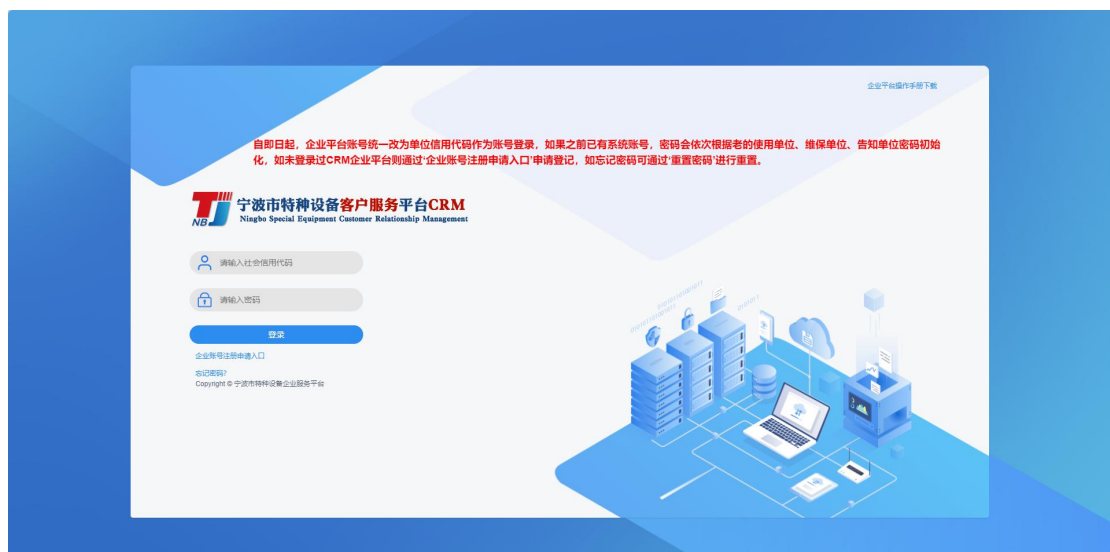 企业平台操作手册下载
自即日起，企业平台账号统一改为单位信用代码作为账号登录，如果之前已有系统账号，密码会依次根据老的使用单位、维保单位、告知单位密码初始
化，如未登录过CRM企业平台则通过‘企业账号注册申请入口’申请登记，如忘记密码可通过‘重置密码’进行重置。
NB
宁波市特种设备客户服务平台CRM
Ningbo Special Equipment Customer Relationship Management
请输入社会信用代码
请输入密码
登录
企业账号注册申请入口
忘记密码?
Copyright © 宁波市特种设备企业服务平台